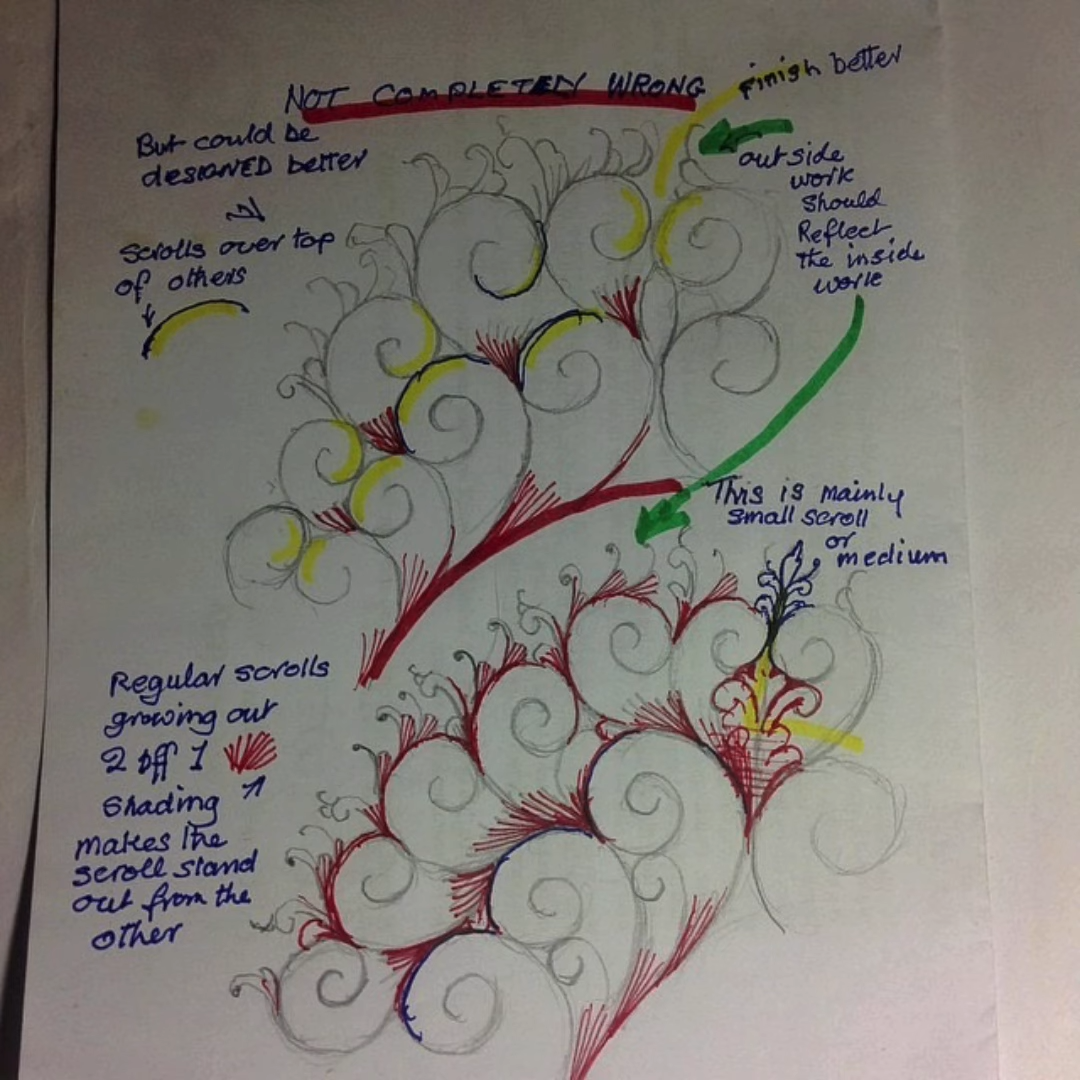 NOT COMPLETELY WRONG
Finish better
But could be
desIGNED better
outside
work
Should
Reflect
the inside
work
Scrolls over top
of others
This is mainly
small scroll
or
medium
Regular scrolls
growing out
2 off 1
Shading
makes the
scroll stand
out from the
other